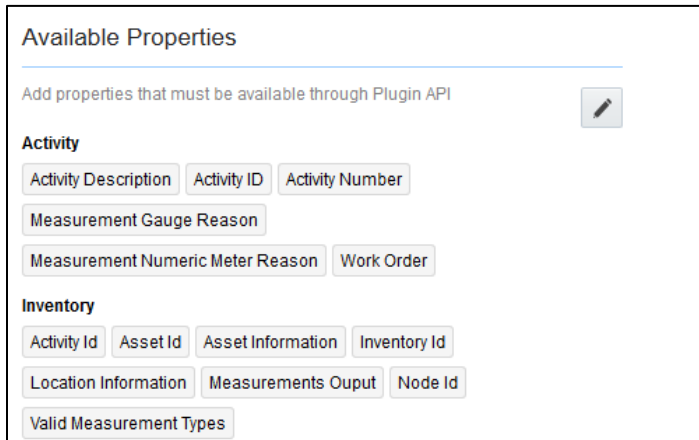 Available Properties
Add properties that must be available through Plugin API
Activity
Activity Description Activity ID Activity Number
Measurement Gauge Reason
Measurement Numeric Meter Reason Work Order
Inventory
Activity Id Asset Id Asset Information Inventory Id
Location Information Measurements Ouput Node Id
Valid Measurement Types